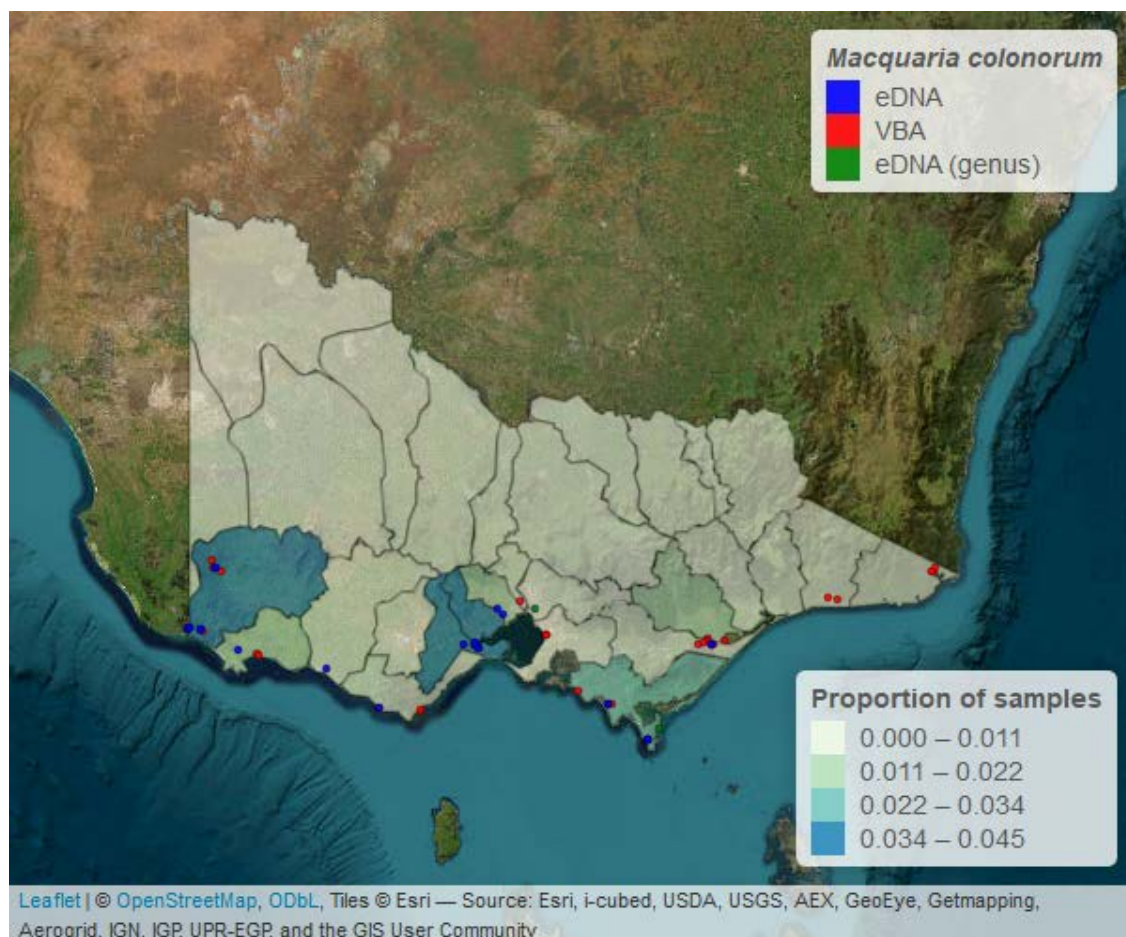 Macquaria colonorum
eDNA
VBA
eDNA (genus)
Proportion of samples
0.000 – 0.011
0.011 – 0.022
0.022 – 0.034
0.034 – 0.045
Leaflet | © OpenStreetMap, ODbL, Tiles © Esri — Source: Esri, i-cubed, USDA, USGS, AEX, GeoEye, Getmapping,
Aerogrid, IGN, IGP, UPR-EGP, and the GIS User Community